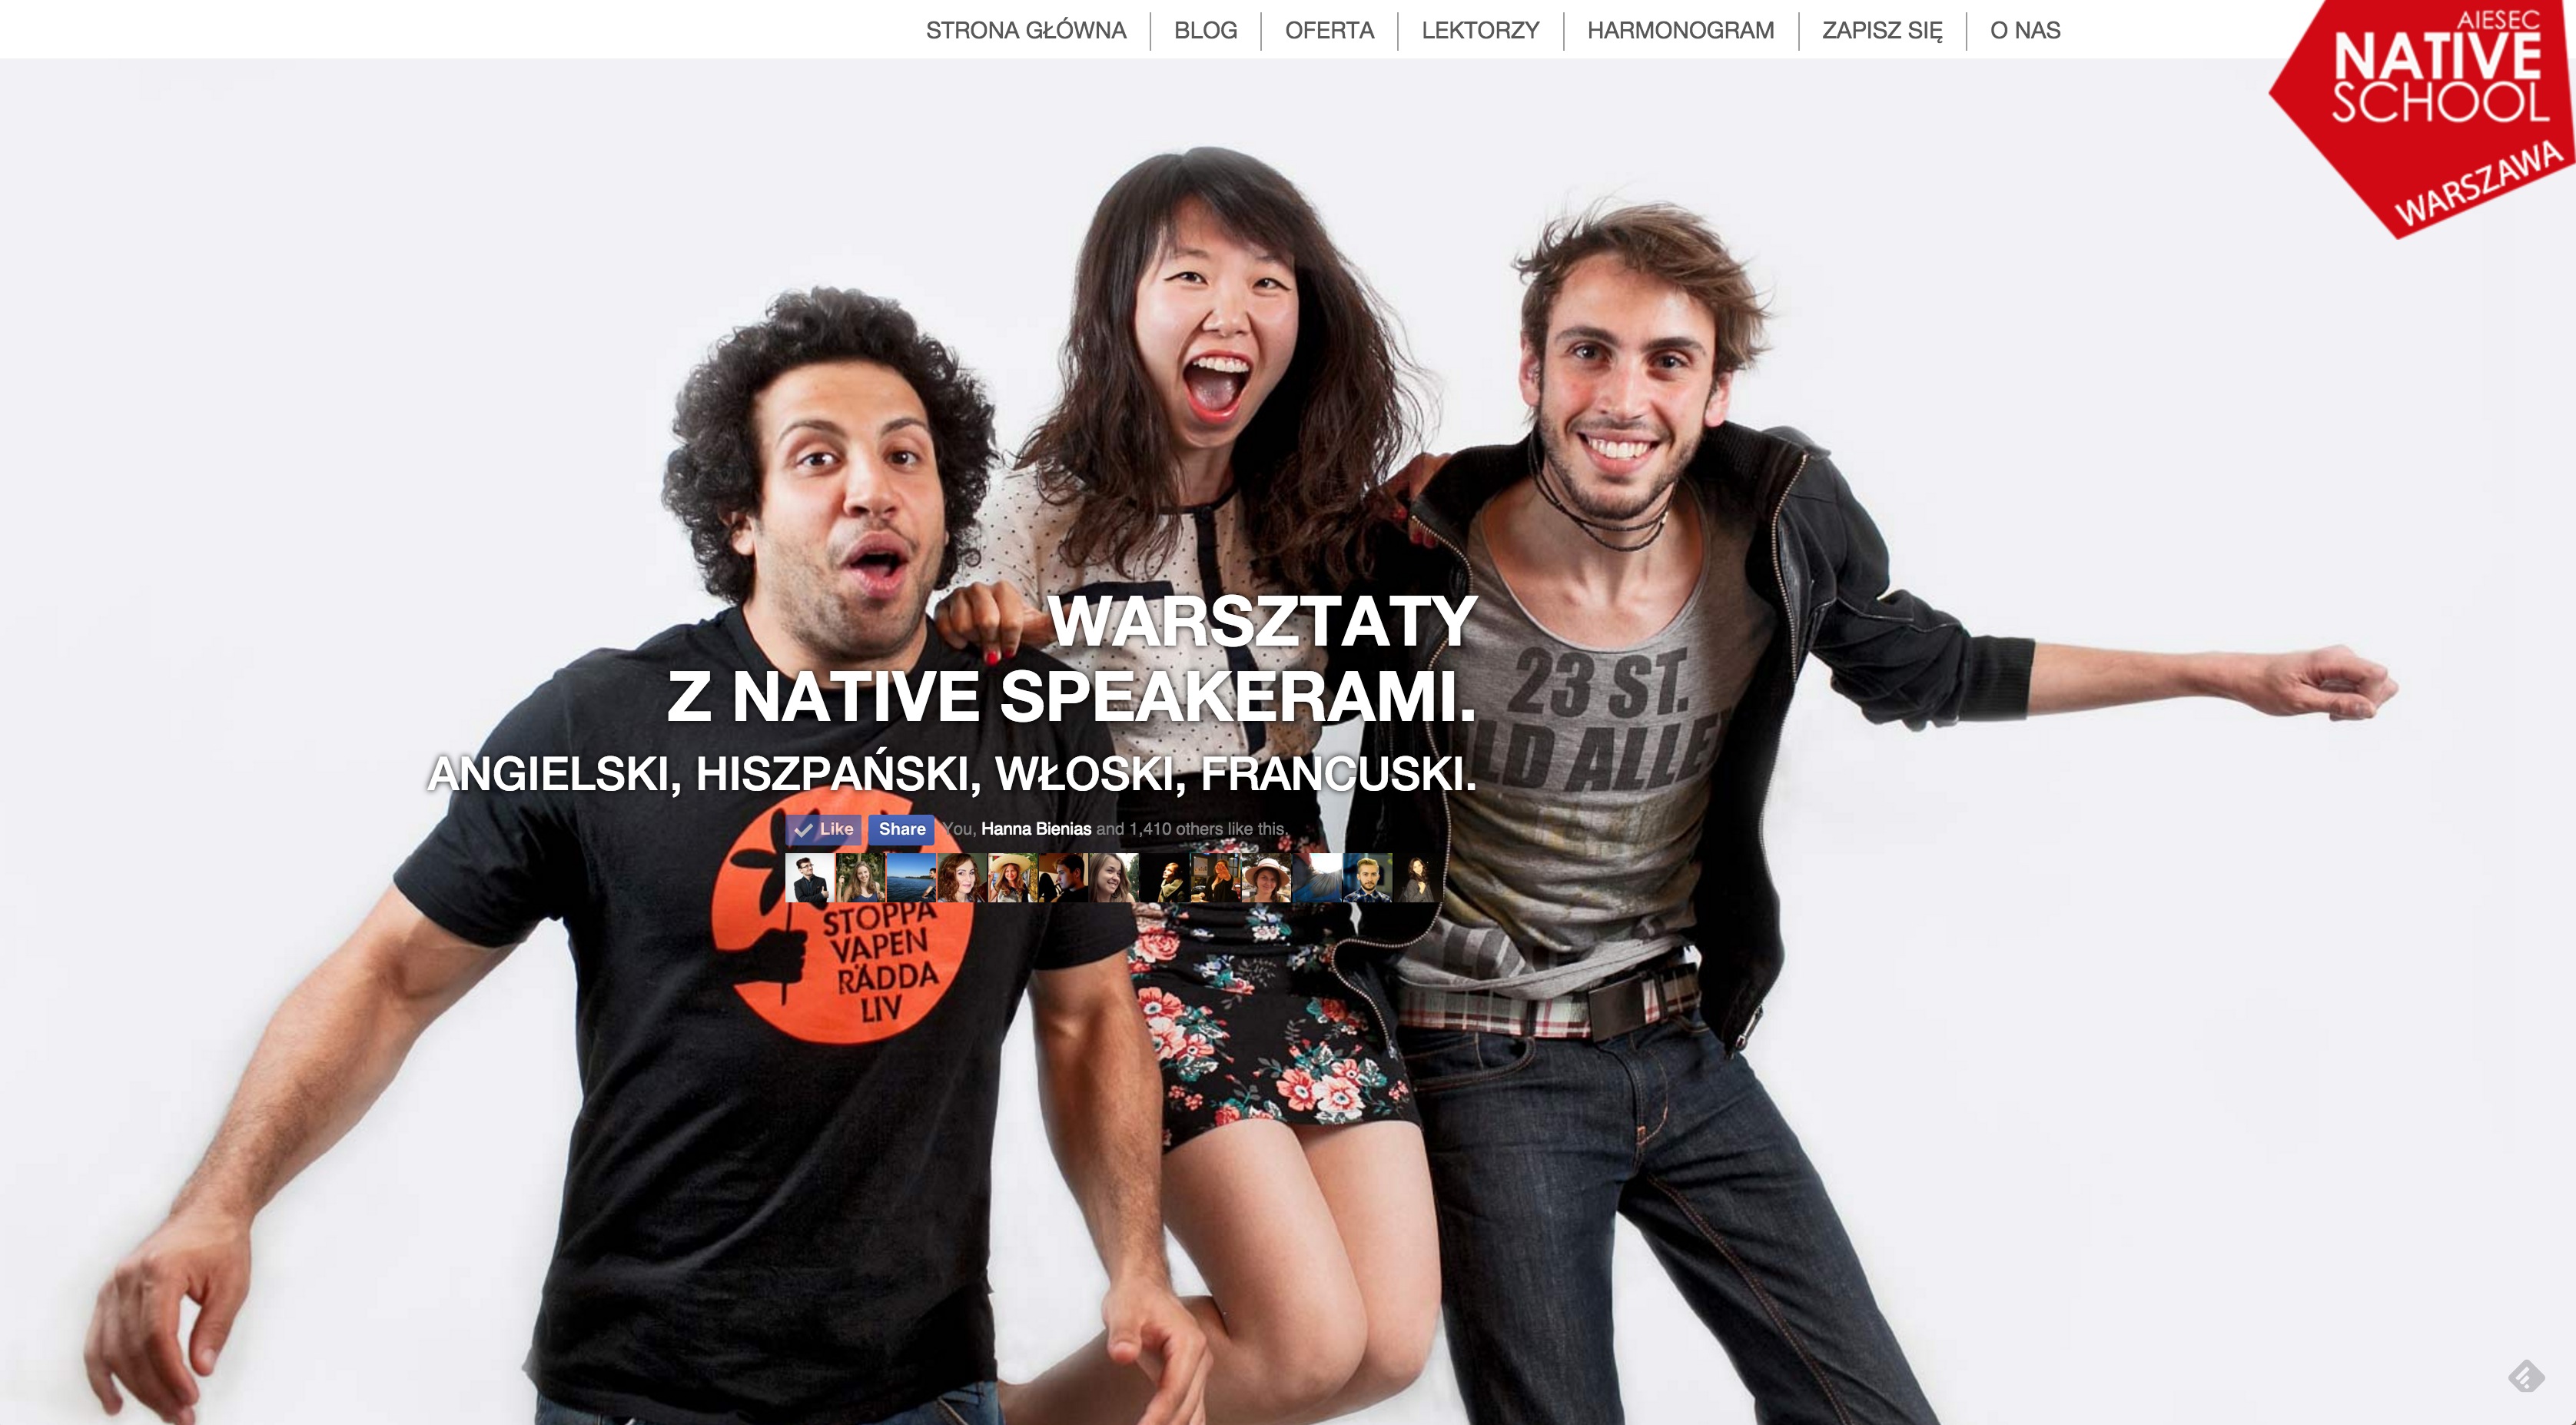 STRONA GŁÓWNA
BLOG
OFERTA
LEKTORZY
HARMONOGRAM
ZAPISZ SIĘ
O NAS
AIESEC
NATIVE
SCHOOL
WARSZAWA
WARSZTATY
Z NATIVE SPEAKERAMI.
ANGIELSKI, HISZPAŃSKI, WŁOSKI, FRANCUSKI.
Like
Share
You, Hanna Bienias and 1,410 others like this.
23 ST.
LD ALLE
STOPPA
VAPEN
RÄDDA
LIV